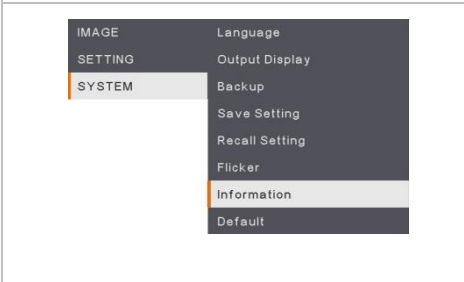 IMAGE
SETTING
SYSTEM
Language
Output Display
Backup
Save Setting
Recall Setting
Flicker
Information
Default